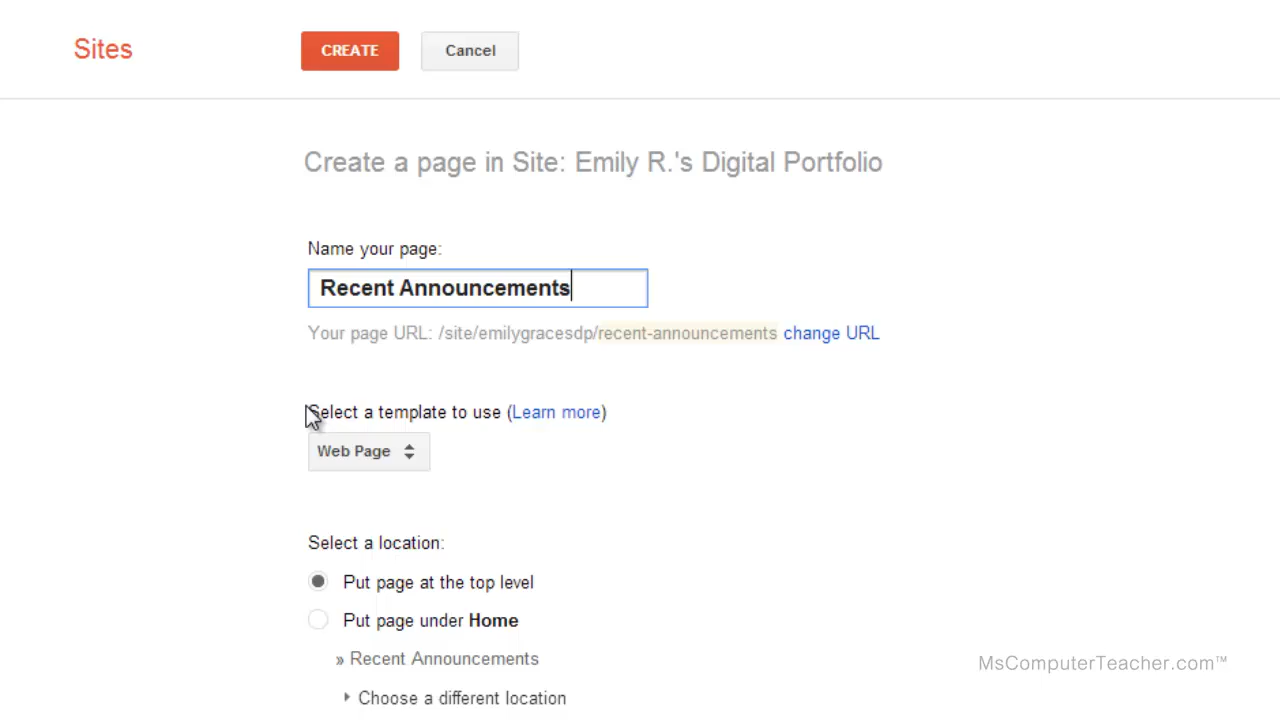 Sites
CREATE
Cancel
Create a page in Site: Emily R.'s Digital Portfolio
Name your page:
Recent Announcements
Your page URL: /site/emilygracesdp/recent-announcements change URL
Select a template to use (Learn more)
Web Page
Select a location:
Put page at the top level
Put page under Home
» Recent Announcements
Choose a different location
MsComputerTeacher.com™